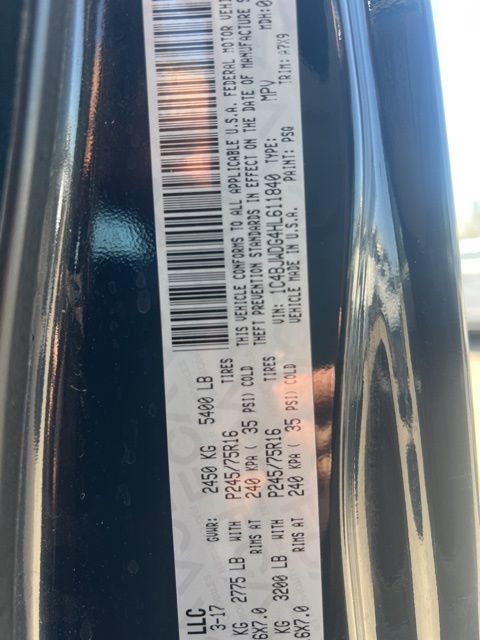 LLC
3-17 GVWR: 2450 KG 5400 LB
KG 2775 LB WITH P245/75R16 TIRES
6X7.0 RIMS AT 240 KPA ( 35 PSI) COLD
KG 3200 LB WITH P245/75R16 TIRES
6X7.0 RIMS AT 240 KPA ( 35 PSI) COLD
THIS VEHICLE CONFORMS TO ALL APPLICABLE U.S.A. FEDERAL MOTOR VEHI
THEFT PREVENTION STANDARDS IN EFFECT ON THE DATE OF MANUFACTURE S
VIN: 1C4BJWDG4HL611840 TYPE: MPV MDH:0
VEHICLE MADE IN U.S.A. PAINT: PSQ TRIM: A7X9